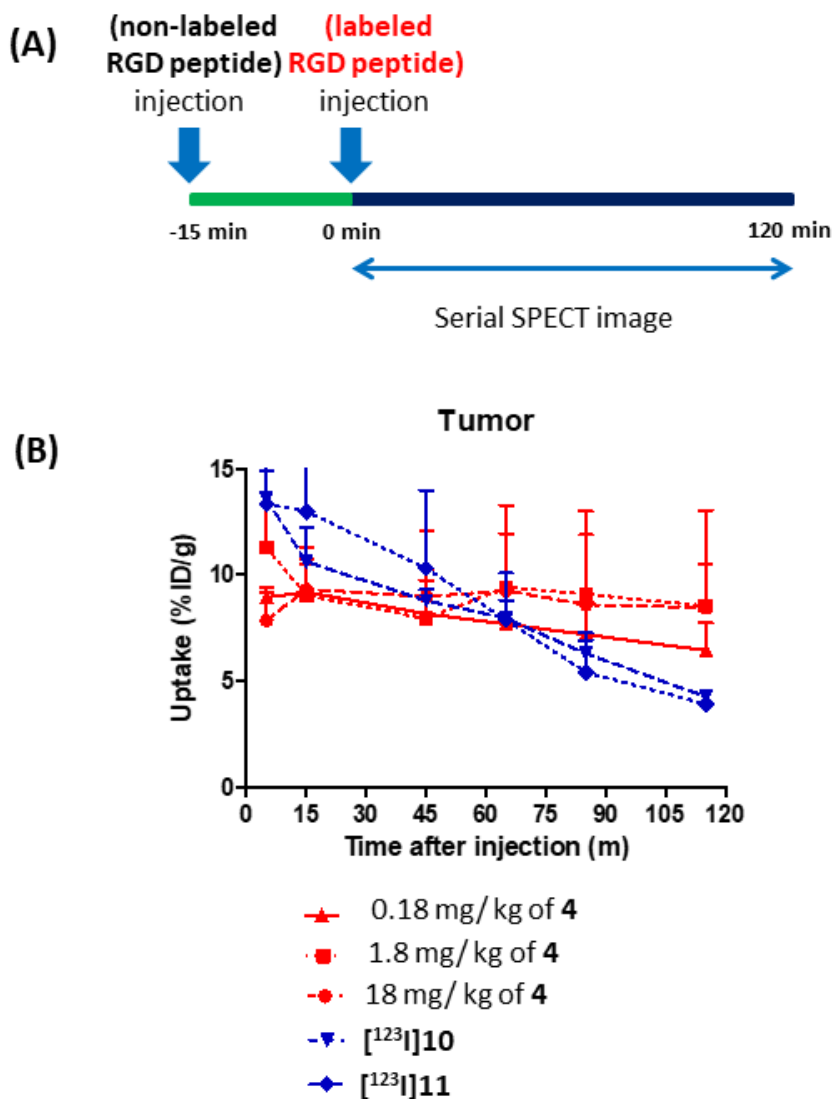 (A)
(non-labeled (labeled
RGD peptide) RGD peptide)
injection injection
-15 min 0 min 120 min
Serial SPECT image
(B)
Tumor
Uptake (% ID/g)
15
10
5
0
0 15 30 45 60 75 90 105 120
Time after injection (m)
0.18 mg/ kg of 4
1.8 mg/ kg of 4
18 mg/ kg of 4
[¹²³I]10
[¹²³I]11